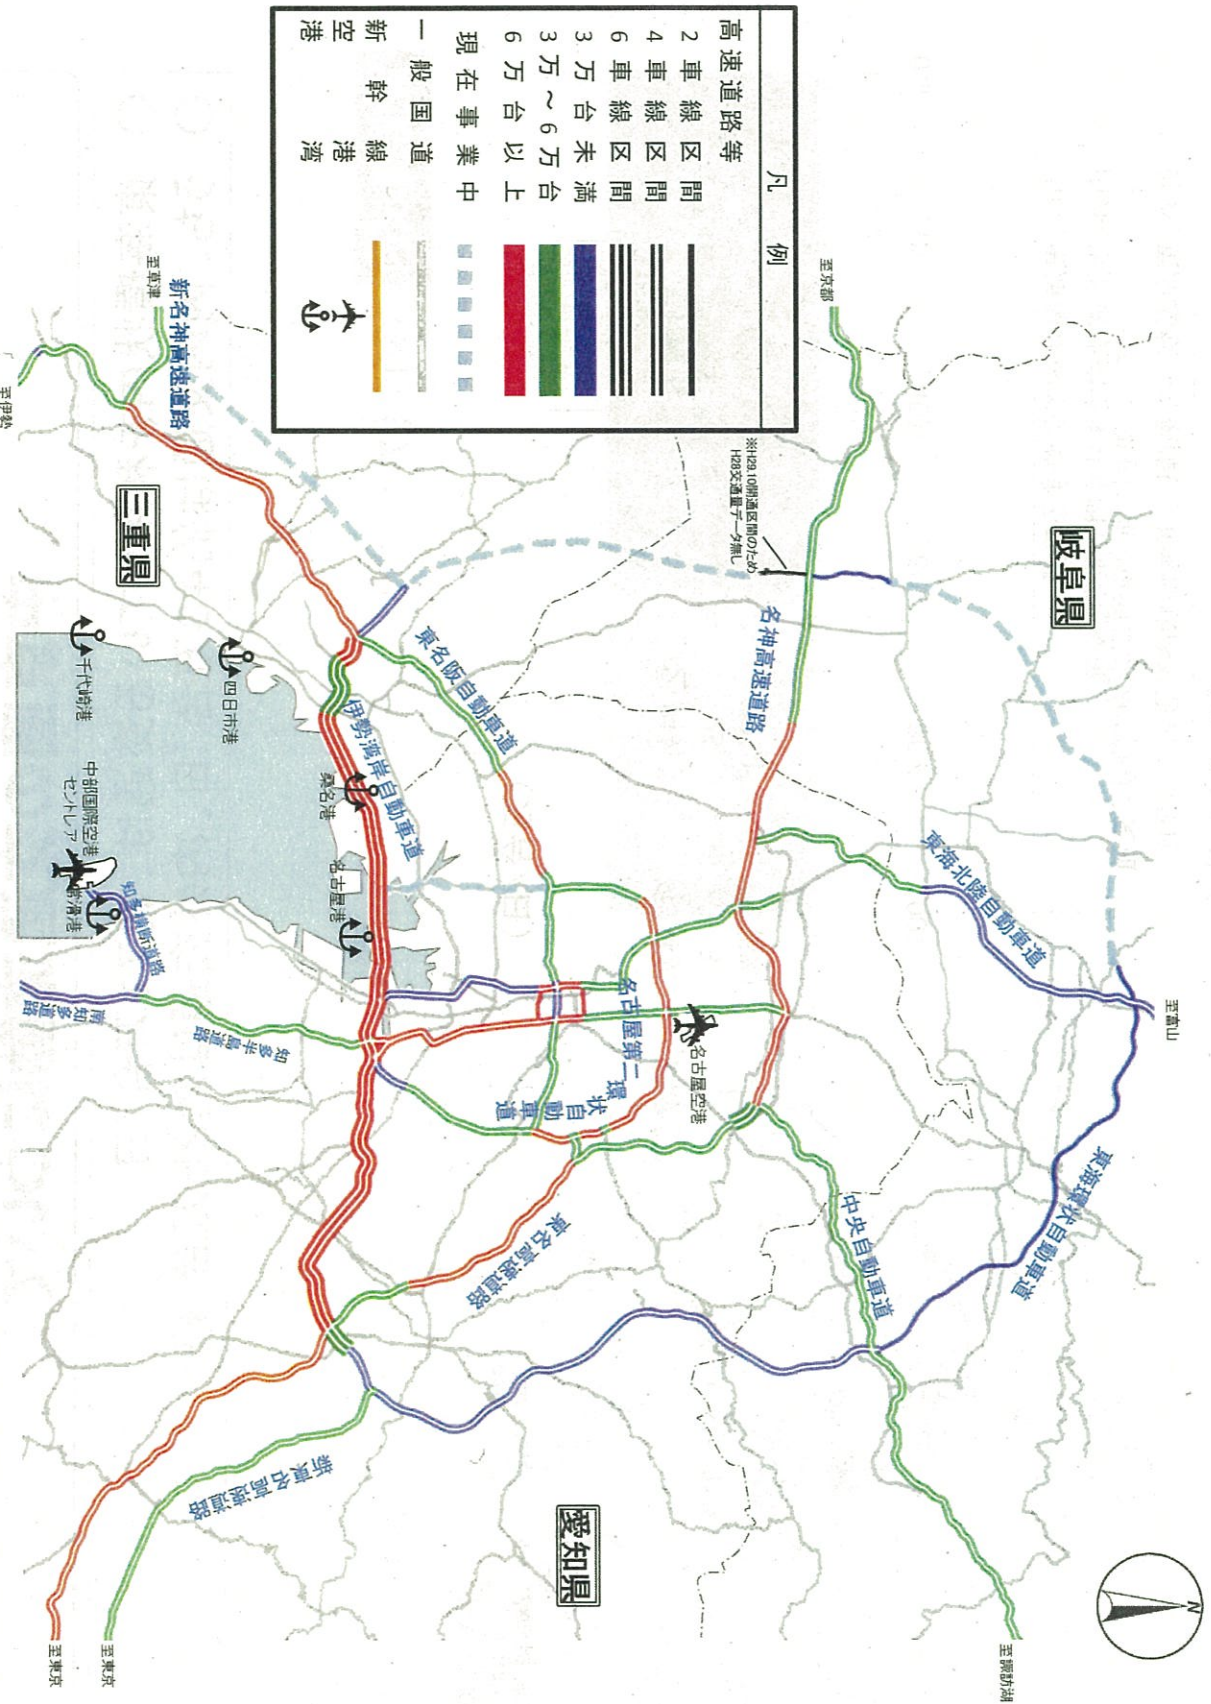 凡例
高速道路等
2車線区間
4車線区間
6車線区間
3万台未満
3万～6万台
6万台以上
現在事業中
一般国道
新幹線
空港
港湾
至京都
至草津
至伊勢
新名神高速道路
※H29.10開通区間のため
H28交通量データ無し
岐阜県
三重県
愛知県
名神高速道路
東名阪自動車道
伊勢湾岸自動車道
東海北陸自動車道
至富山
千代崎港
四日市港
桑名港
名古屋港
中部国際空港
セントレア
常滑港
知多横断道路
南知多道路
知多半島道路
名古屋第二環状自動車道
名古屋空港
東海環状自動車道
中央自動車道
東名高速道路
新東名高速道路
至東京
至東京
至諏訪湖
N